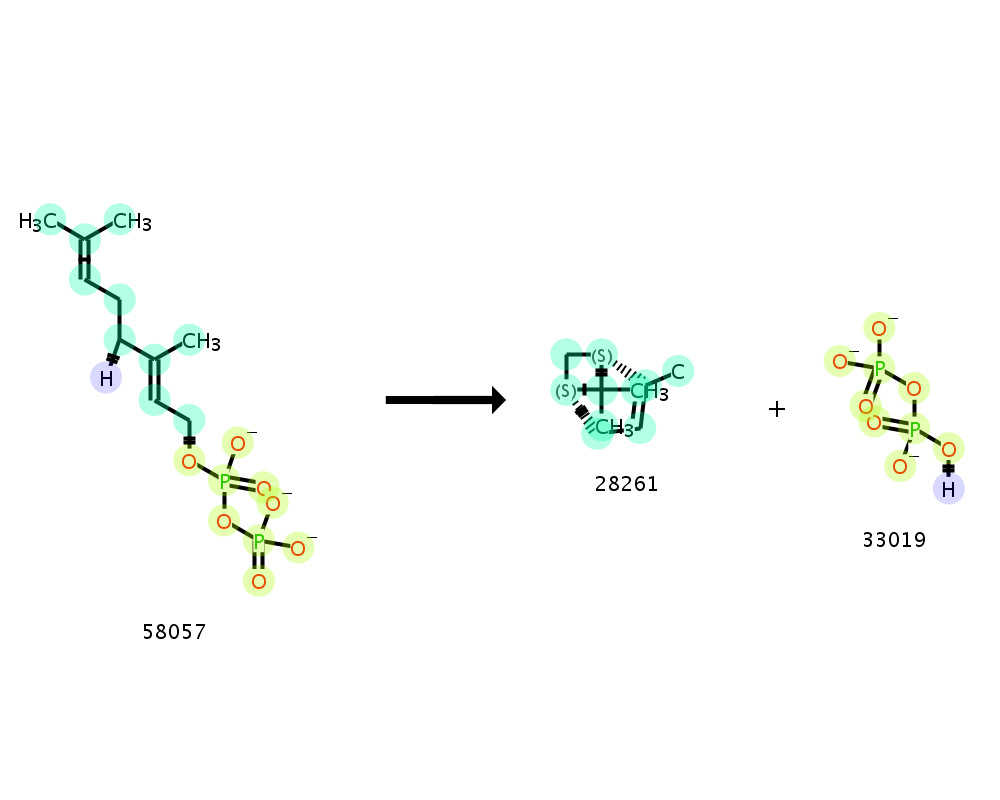 H3C CH3
CH3
H
O
O−
P O
O−
O
P O−
O
58057
(S)
C
(S) CH3
CH3
28261
+
O−
O− P
O
O
O P O
O−
H
33019